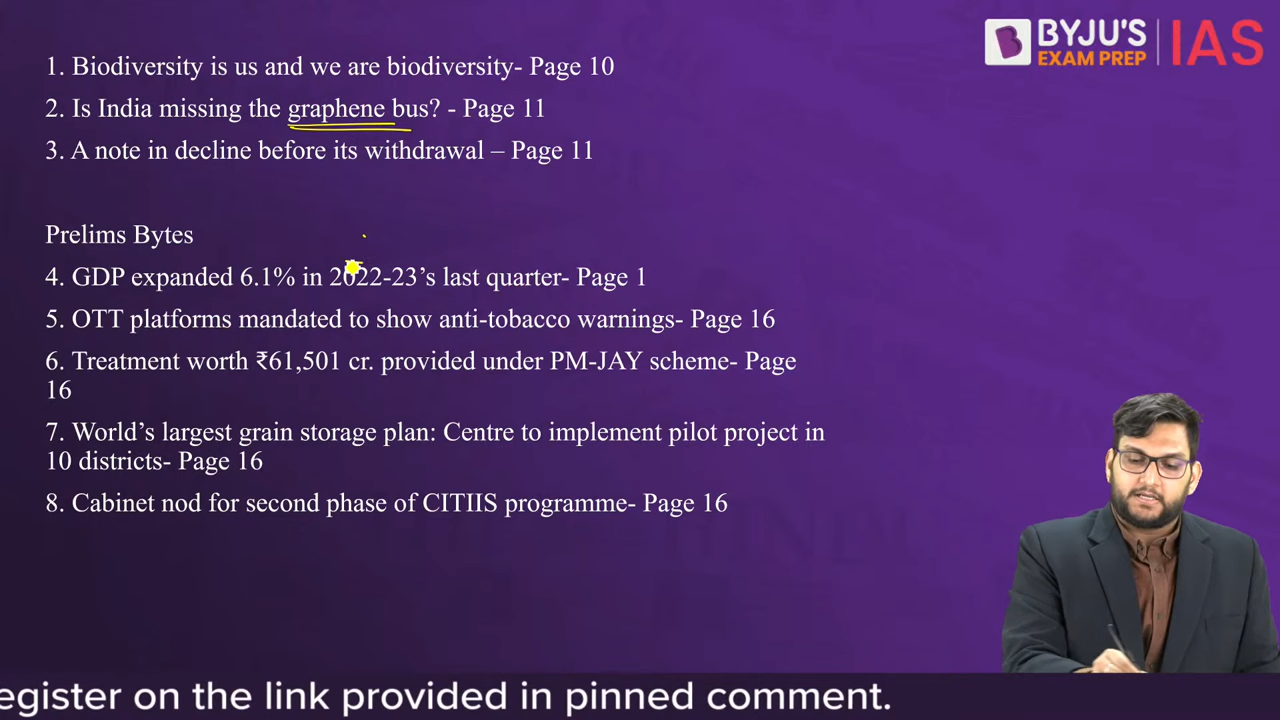 BYJU'S IAS
EXAM PREP
1. Biodiversity is us and we are biodiversity- Page 10
2. Is India missing the graphene bus? - Page 11
3. A note in decline before its withdrawal – Page 11
Prelims Bytes
4. GDP expanded 6.1% in 2022-23’s last quarter- Page 1
5. OTT platforms mandated to show anti-tobacco warnings- Page 16
6. Treatment worth ₹61,501 cr. provided under PM-JAY scheme- Page
16
7. World’s largest grain storage plan: Centre to implement pilot project in
10 districts- Page 16
8. Cabinet nod for second phase of CITIIS programme- Page 16
egister on the link provided in pinned comment.